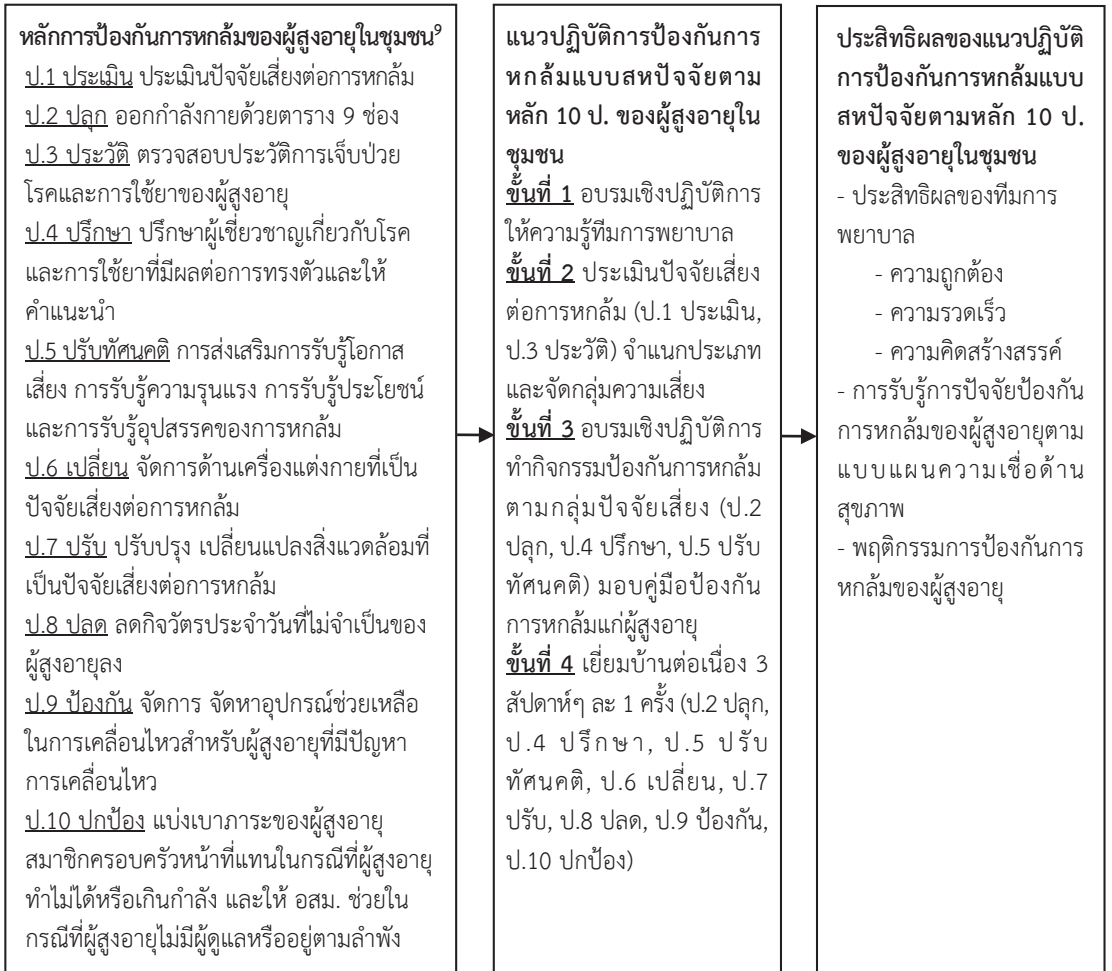 หลักการป้องกันการหกล้มของผู้สูงอายุในชุมชน⁹
ป.1 ประเมิน ประเมินปัจจัยเสี่ยงต่อการหกล้ม
ป.2 ปลุก ออกกำลังกายด้วยตาราง 9 ช่อง
ป.3 ประวัติ ตรวจสอบประวัติการเจ็บป่วย
โรคและการใช้ยาของผู้สูงอายุ
ป.4 ปรึกษา ปรึกษาผู้เชี่ยวชาญเกี่ยวกับโรค
และการใช้ยาที่มีผลต่อการทรงตัวและให้
คำแนะนำ
ป.5 ปรับทัศนคติ การส่งเสริมการรับรู้โอกาส
เสี่ยง การรับรู้ความรุนแรง การรับรู้ประโยชน์
และการรับรู้อุปสรรคของการหกล้ม
ป.6 เปลี่ยน จัดการด้านเครื่องแต่งกายที่เป็น
ปัจจัยเสี่ยงต่อการหกล้ม
ป.7 ปรับ ปรับปรุง เปลี่ยนแปลงสิ่งแวดล้อมที่
เป็นปัจจัยเสี่ยงต่อการหกล้ม
ป.8 ปลด ลดกิจวัตรประจำวันที่ไม่จำเป็นของ
ผู้สูงอายุลง
ป.9 ป้องกัน จัดการ จัดหาอุปกรณ์ช่วยเหลือ
ในการเคลื่อนไหวสำหรับผู้สูงอายุที่มีปัญหา
การเคลื่อนไหว
ป.10 ปกป้อง แบ่งเบาภาระของผู้สูงอายุ
สมาชิกครอบครัวหน้าที่แทนในกรณีที่ผู้สูงอายุ
ทำไม่ได้หรือเกินกำลัง และให้ อสม. ช่วยใน
กรณีที่ผู้สูงอายุไม่มีผู้ดูแลหรืออยู่ตามลำพัง
แนวปฏิบัติการป้องกันการ
หกล้มแบบสหปัจจัยตาม
หลัก 10 ป. ของผู้สูงอายุใน
ชุมชน
ขั้นที่ 1 อบรมเชิงปฏิบัติการ
ให้ความรู้ทีมการพยาบาล
ขั้นที่ 2 ประเมินปัจจัยเสี่ยง
ต่อการหกล้ม (ป.1 ประเมิน,
ป.3 ประวัติ) จำแนกประเภท
และจัดกลุ่มความเสี่ยง
ขั้นที่ 3 อบรมเชิงปฏิบัติการ
ทำกิจกรรมป้องกันการหกล้ม
ตามกลุ่มปัจจัยเสี่ยง (ป.2
ปลุก, ป.4 ปรึกษา, ป.5 ปรับ
ทัศนคติ) มอบคู่มือป้องกัน
การหกล้มแก่ผู้สูงอายุ
ขั้นที่ 4 เยี่ยมบ้านต่อเนื่อง 3
สัปดาห์ๆ ละ 1 ครั้ง (ป.2 ปลุก,
ป.4 ปรึกษา, ป.5 ปรับ
ทัศนคติ, ป.6 เปลี่ยน, ป.7
ปรับ, ป.8 ปลด, ป.9 ป้องกัน,
ป.10 ปกป้อง)
ประสิทธิผลของแนวปฏิบัติ
การป้องกันการหกล้มแบบ
สหปัจจัยตามหลัก 10 ป.
ของผู้สูงอายุในชุมชน
- ประสิทธิผลของทีมการ
พยาบาล
- ความถูกต้อง
- ความรวดเร็ว
- ความคิดสร้างสรรค์
- การรับรู้การปัจจัยป้องกัน
การหกล้มของผู้สูงอายุตาม
แบบแผนความเชื่อด้าน
สุขภาพ
- พฤติกรรมการป้องกันการ
หกล้มของผู้สูงอายุ